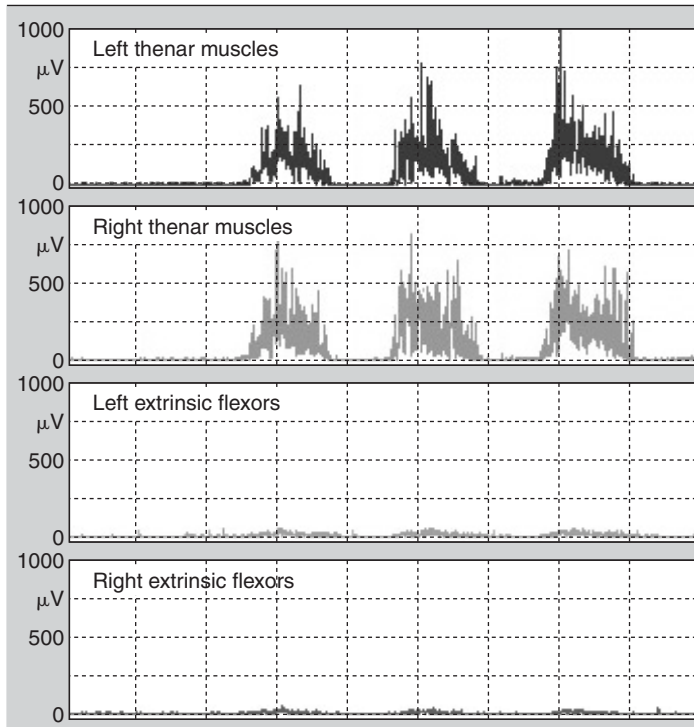 1000
Left thenar muscles
μV
500
0
1000
Right thenar muscles
μV
500
0
1000
Left extrinsic flexors
μV
500
0
1000
Right extrinsic flexors
μV
500
0